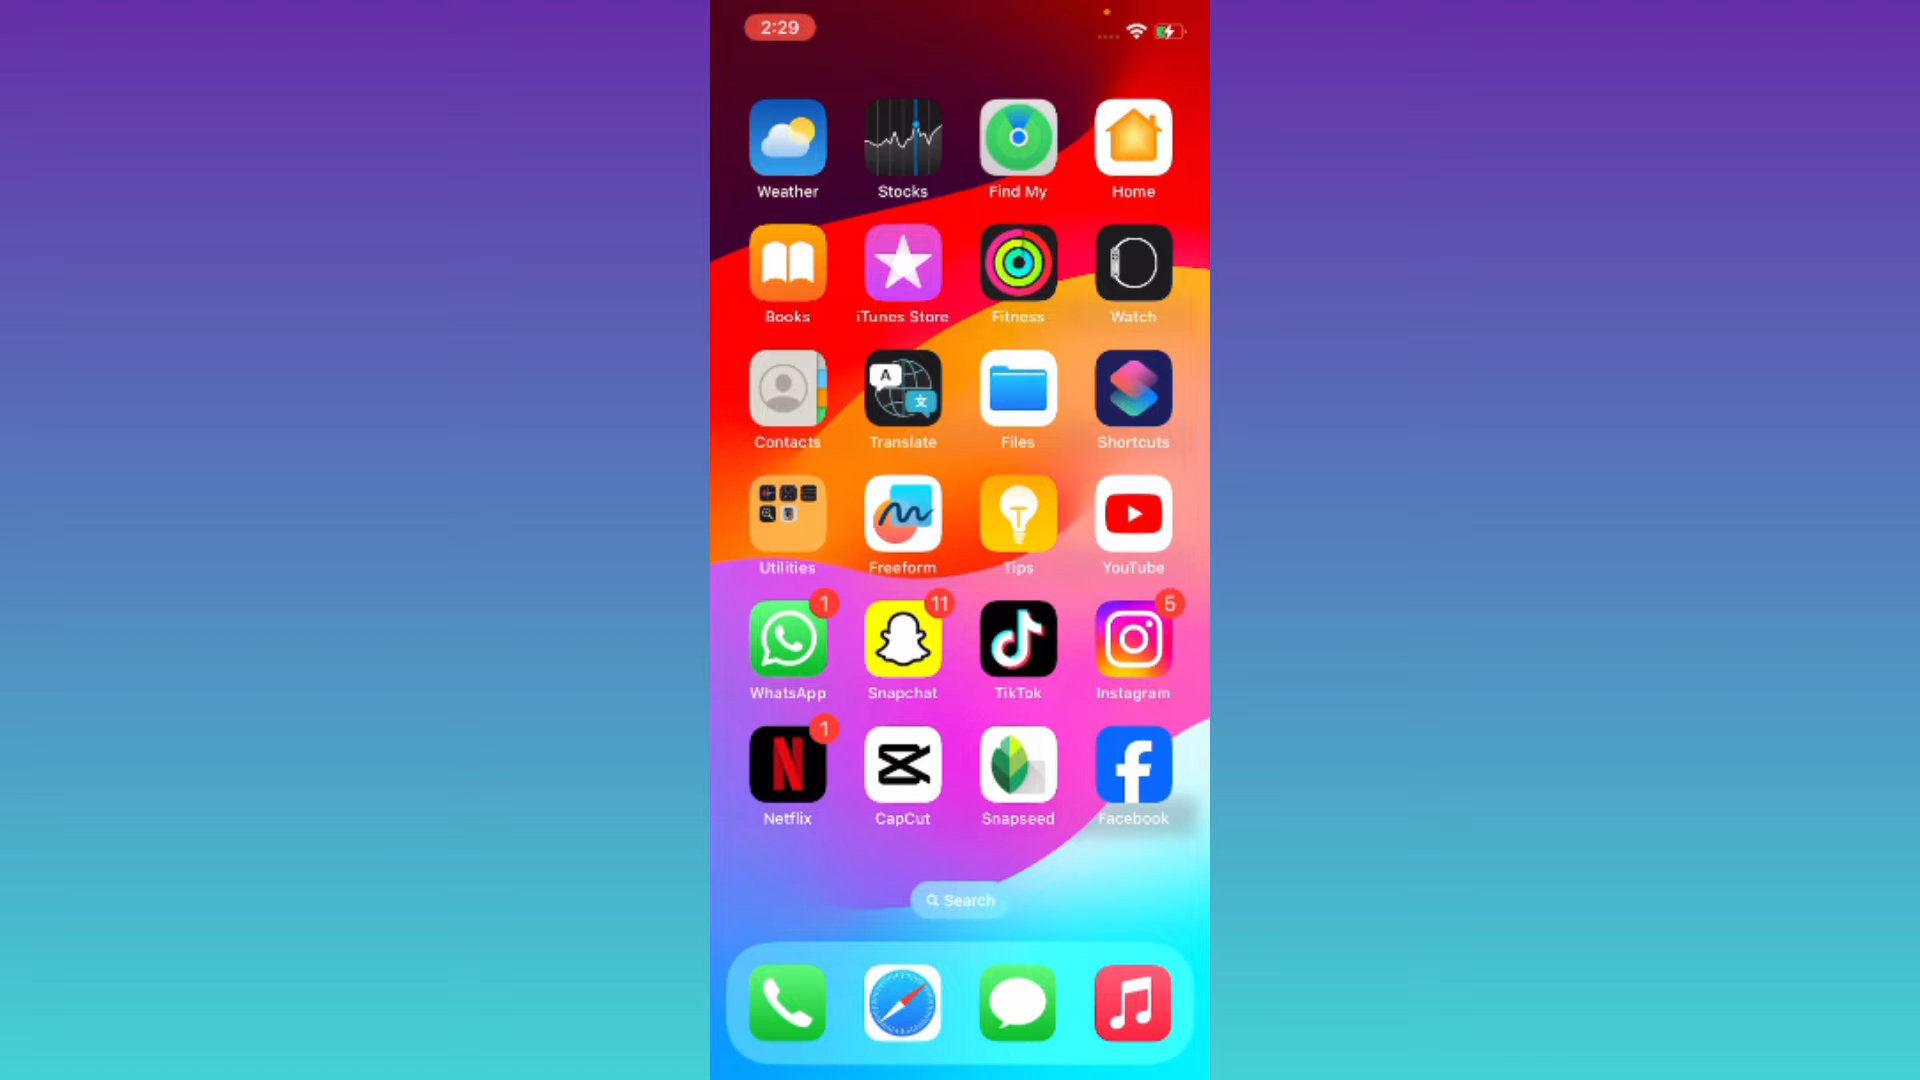 2:29
Weather Stocks Find My Home
Books iTunes Store Fitness Watch
A
文
Contacts Translate Files Shortcuts
Utilities Freeform Tips YouTube
1 11 5
WhatsApp Snapchat TikTok Instagram
1
Netflix CapCut Snapseed Facebook
Search